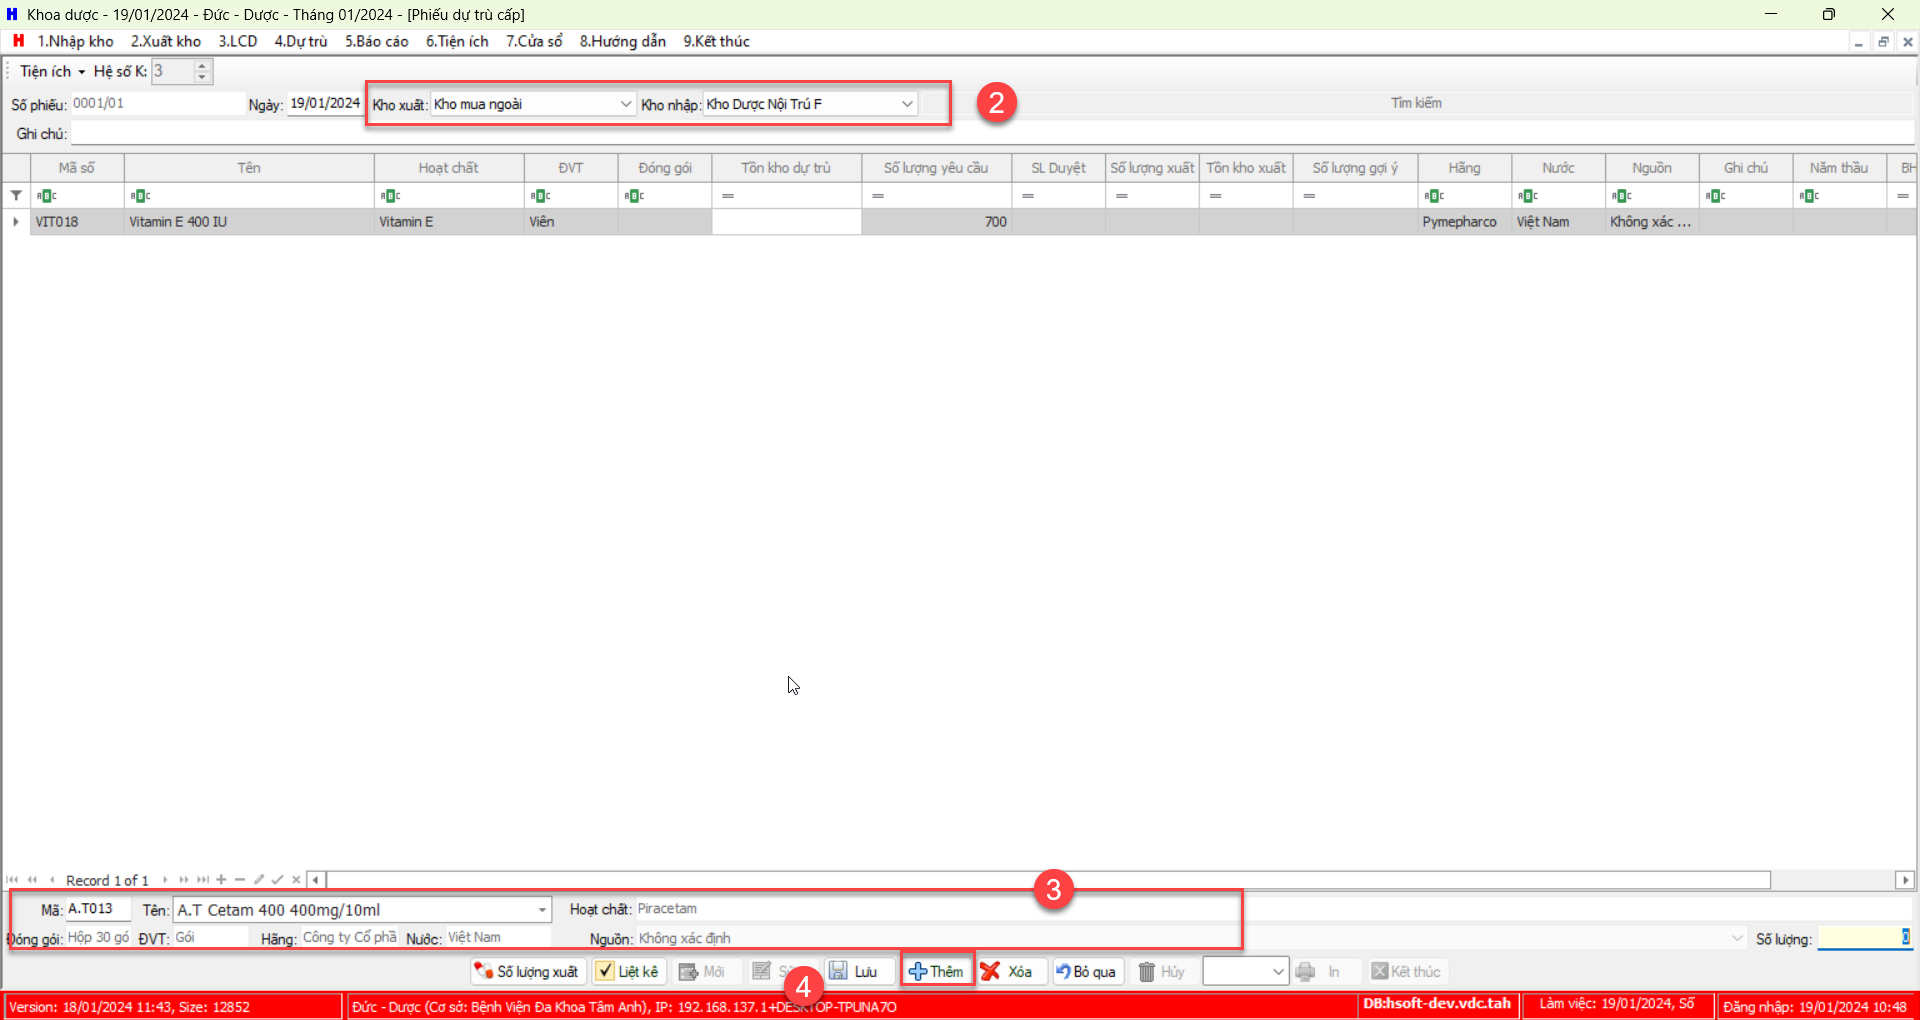 Khoa dược - 19/01/2024 - Đức - Dược - Tháng 01/2024 - [Phiếu dự trù cấp]
1.Nhập kho 2.Xuất kho 3.LCD 4.Dự trù 5.Báo cáo 6.Tiện ích 7.Cửa sổ 8.Hướng dẫn 9.Kết thúc
Tiện ích Hệ số K: 3
Số phiếu: 0001/01 Ngày: 19/01/2024 Kho xuất: Kho mua ngoài Kho nhập: Kho Dược Nội Trú F 2 Tìm kiếm
Ghi chú:
Mã số Tên Hoạt chất ĐVT Đóng gói Tồn kho dự trù Số lượng yêu cầu SL Duyệt Số lượng xuất Tồn kho xuất Số lượng gợi ý Hãng Nước Nguồn Ghi chú Năm thầu BH
VIT018 Vitamin E 400 IU Vitamin E Viên 700 Pymepharco Việt Nam Không xác ...
Record 1 of 1
3
Mã: A.T013 Tên: A.T Cetam 400 400mg/10ml Hoạt chất: Piracetam
Đóng gói: Hộp 30 gó ĐVT: Gói Hãng: Công ty Cổ phầ Nước: Việt Nam Nguồn: Không xác định Số lượng: 0
Số lượng xuất Liệt kê Mới Lưu Thêm Xóa Bỏ qua Hủy In Kết thúc
4
Version: 18/01/2024 11:43, Size: 12852 Đức - Dược (Cơ sở: Bệnh Viện Đa Khoa Tâm Anh), IP: 192.168.137.1+DESKTOP-TPUNA7O DB:hsoft-dev.vdc.tah Làm việc: 19/01/2024, Số Đăng nhập: 19/01/2024 10:48